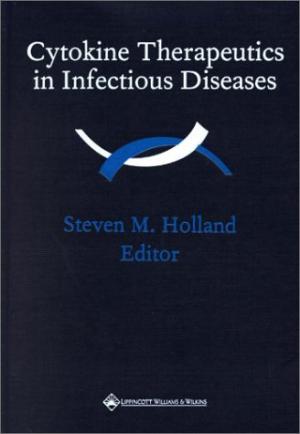 Cytokine Therapeutics
in Infectious Diseases
Steven M. Holland
Editor
LIPPINCOTT WILLIAMS & WILKINS